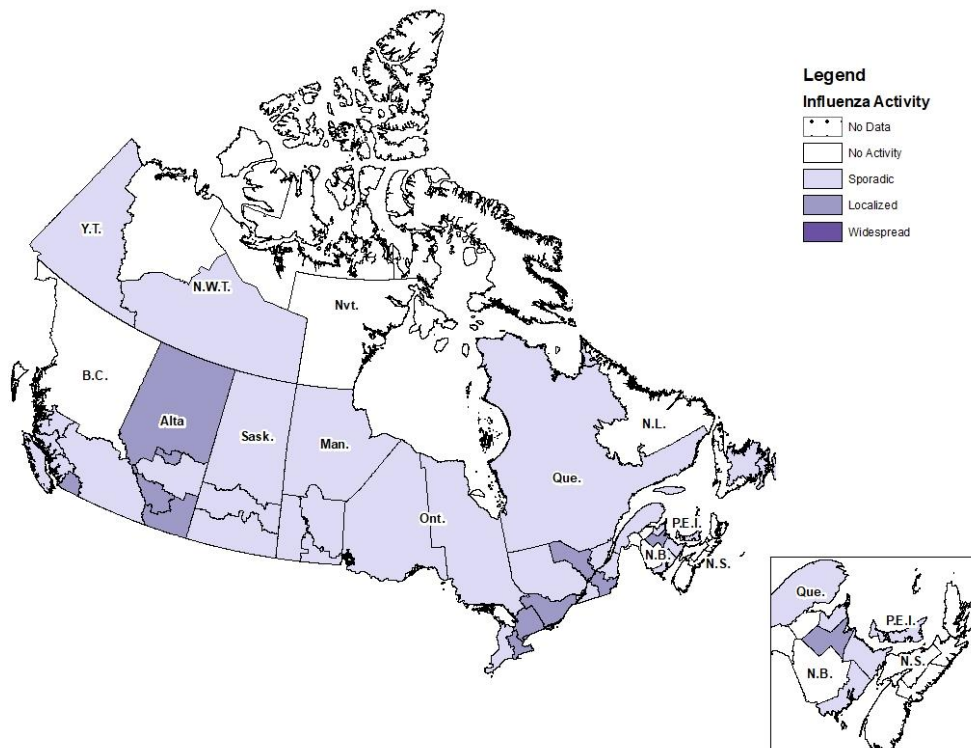 Legend
Influenza Activity
No Data
No Activity
Sporadic
Localized
Widespread
Y.T.
N.W.T.
Nvt.
B.C.
Alta
Sask.
Man.
Ont.
Que.
N.L.
P.E.I.
N.B.
N.S.
Que.
P.E.I.
N.S.
N.B.